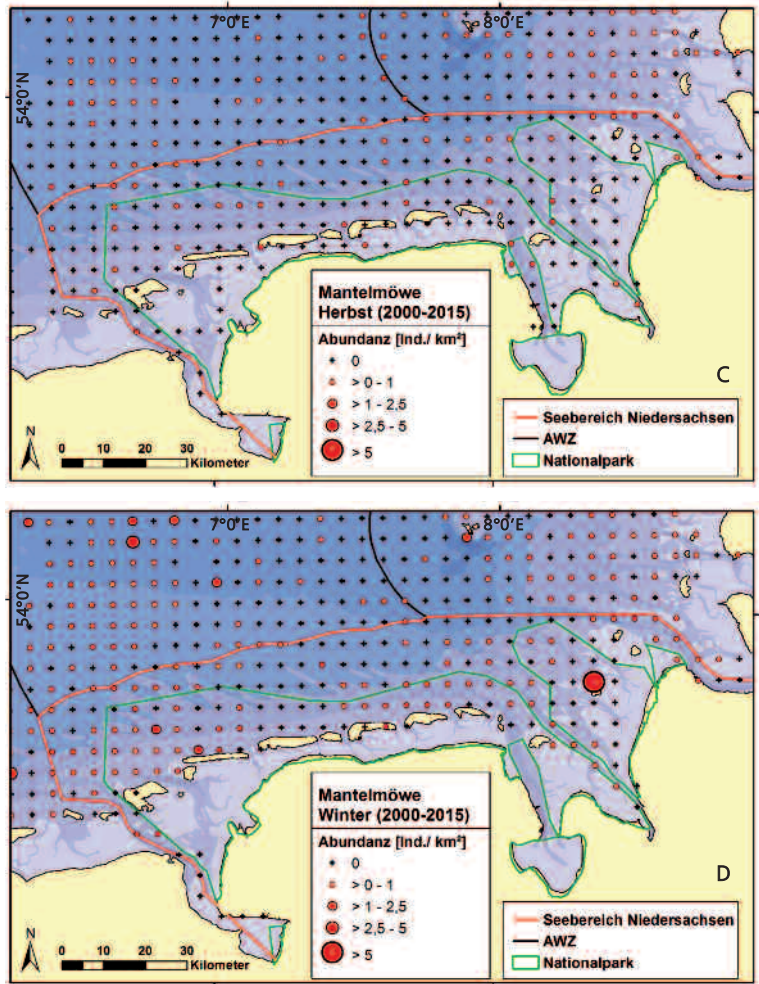 7°0′E
8°0′E
54°0′N
Mantelmöwe
Herbst (2000-2015)
Abundanz [Ind./ km²]
0
> 0 - 1
> 1 - 2,5
> 2,5 - 5
> 5
C
Seebereich Niedersachsen
AWZ
Nationalpark
N
0 10 20 30
Kilometer
7°0′E
8°0′E
54°0′N
Mantelmöwe
Winter (2000-2015)
Abundanz [Ind./ km²]
0
> 0 - 1
> 1 - 2,5
> 2,5 - 5
> 5
D
Seebereich Niedersachsen
AWZ
Nationalpark
N
0 10 20 30
Kilometer